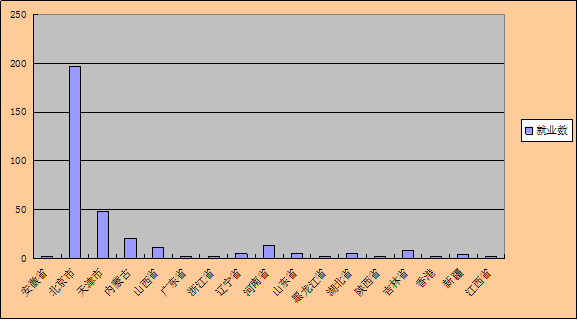 250
200
150
100
50
0
安徽省
北京市
天津市
内蒙古
山西省
广东省
浙江省
辽宁省
河南省
山东省
黑龙江省
湖北省
陕西省
吉林省
香港
新疆
江西省
就业数